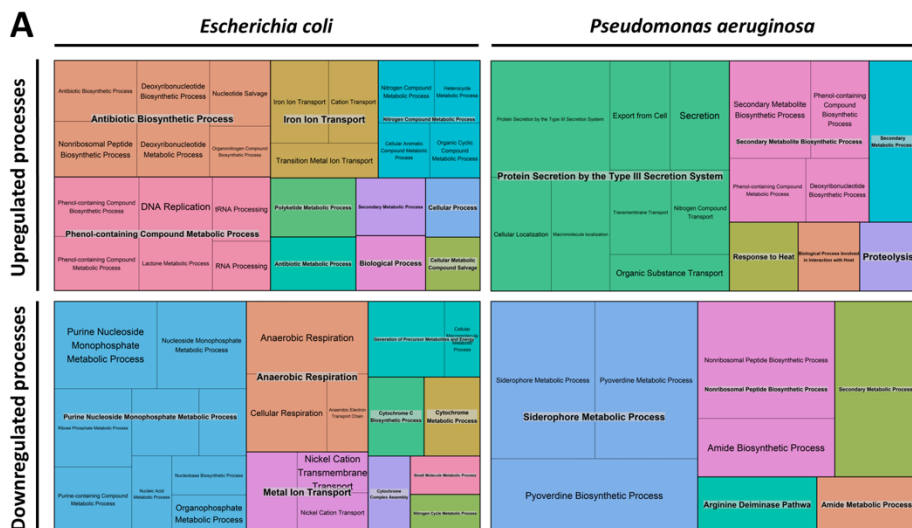 A
Escherichia coli
Pseudomonas aeruginosa
Upregulated processes
Antibiotic Biosynthetic Process
Deoxyribonucleotide
Biosynthetic Process
Nucleotide Salvage
Antibiotic Biosynthetic Process
Nonribosomal Peptide
Biosynthetic Process
Deoxyribonucleotide
Metabolic Process
Organonitrogen Compound
Biosynthetic Process
Iron Ion Transport
Cation Transport
Iron Ion Transport
Transition Metal Ion Transport
Nitrogen Compound
Metabolic Process
Heterocycle
Metabolic Process
Nitrogen Compound Metabolic Process
Cellular Aromatic
Compound Metabolic
Process
Organic Cyclic
Compound Metabolic
Process
Phenol-containing Compound
Biosynthetic Process
DNA Replication
tRNA Processing
Phenol-containing Compound Metabolic Process
Phenol-containing Compound
Metabolic Process
Lactone Metabolic Process
RNA Processing
Polyketide Metabolic Process
Secondary Metabolic Process
Cellular Process
Antibiotic Metabolic Process
Biological Process
Cellular Metabolic
Compound Salvage
Protein Secretion by the Type III Secretion System
Export from Cell
Secretion
Protein Secretion by the Type III Secretion System
Cellular Localization
Macromolecule localization
Transmembrane Transport
Nitrogen Compound
Transport
Organic Substance Transport
Secondary Metabolite
Biosynthetic Process
Phenol-containing
Compound
Biosynthetic
Process
Secondary Metabolite Biosynthetic Process
Phenol-containing Compound
Metabolic Process
Deoxyribonucleotide
Biosynthetic Process
Secondary
Metabolic Process
Response to Heat
Biological Process Involved
in Interaction with Host
Proteolysis
Downregulated processes
Purine Nucleoside
Monophosphate
Metabolic Process
Nucleoside Monophosphate
Metabolic Process
Purine Nucleoside Monophosphate Metabolic Process
Ribose Phosphate Metabolic Process
Purine-containing Compound
Metabolic Process
Nucleic Acid
Metabolic Process
Nucleobase Biosynthetic Process
Organophosphate
Metabolic Process
Anaerobic Respiration
Anaerobic Respiration
Cellular Respiration
Anaerobic Electron
Transport Chain
Nickel Cation
Transmembrane
Transport
Metal Ion Transport
Nickel Cation Transport
Generation of Precursor Metabolites and Energy
Cellular
Metabolic
Process
Cytochrome C
Biosynthetic Process
Cytochrome
Metabolic Process
Cytochrome
Complex Assembly
Small Molecule Metabolic Process
Nitrogen Cycle Metabolic Process
Siderophore Metabolic Process
Pyoverdine Metabolic Process
Siderophore Metabolic Process
Pyoverdine Biosynthetic Process
Nonribosomal Peptide Biosynthetic Process
Nonribosomal Peptide Biosynthetic Process
Amide Biosynthetic Process
Secondary Metabolic Process
Arginine Deiminase Pathwa
Amide Metabolic Process